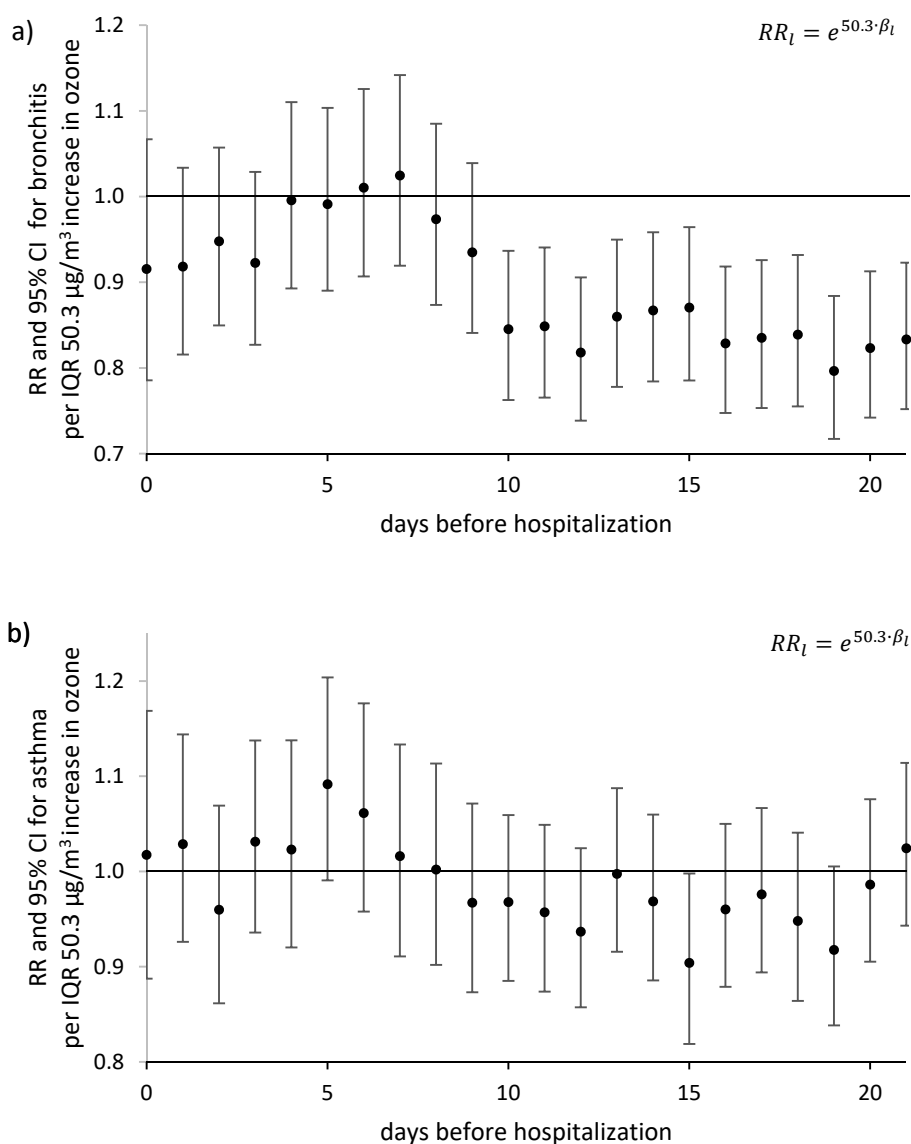 a)
RR_l = e^{50.3·β_l}
RR and 95% CI for bronchitis
per IQR 50.3 µg/m³ increase in ozone
1.2
1.1
1.0
0.9
0.8
0.7
0 5 10 15 20
days before hospitalization
b)
RR_l = e^{50.3·β_l}
RR and 95% CI for asthma
per IQR 50.3 µg/m³ increase in ozone
1.2
1.1
1.0
0.9
0.8
0 5 10 15 20
days before hospitalization